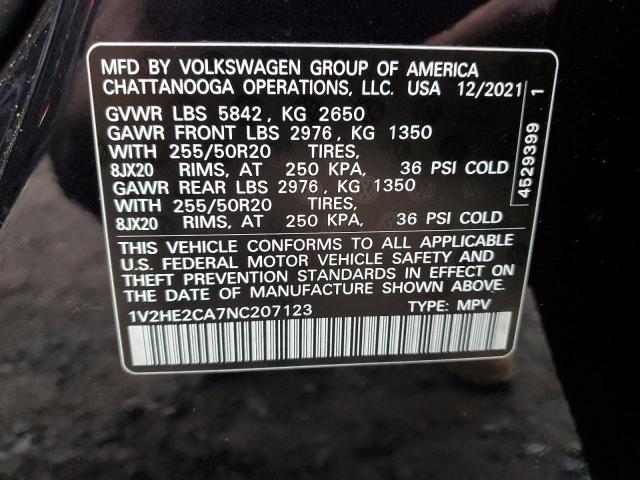 MFD BY VOLKSWAGEN GROUP OF AMERICA
CHATTANOOGA OPERATIONS, LLC. USA 12/2021
GVWR LBS 5842, KG 2650
GAWR FRONT LBS 2976, KG 1350
WITH 255/50R20 TIRES,
8JX20 RIMS, AT 250 KPA, 36 PSI COLD
GAWR REAR LBS 2976, KG 1350
WITH 255/50R20 TIRES,
8JX20 RIMS, AT 250 KPA, 36 PSI COLD
THIS VEHICLE CONFORMS TO ALL APPLICABLE
U.S. FEDERAL MOTOR VEHICLE SAFETY AND
THEFT PREVENTION STANDARDS IN EFFECT ON
THE DATE OF MANUFACTURE SHOWN ABOVE.
1V2HE2CA7NC207123 TYPE: MPV
4529399 1